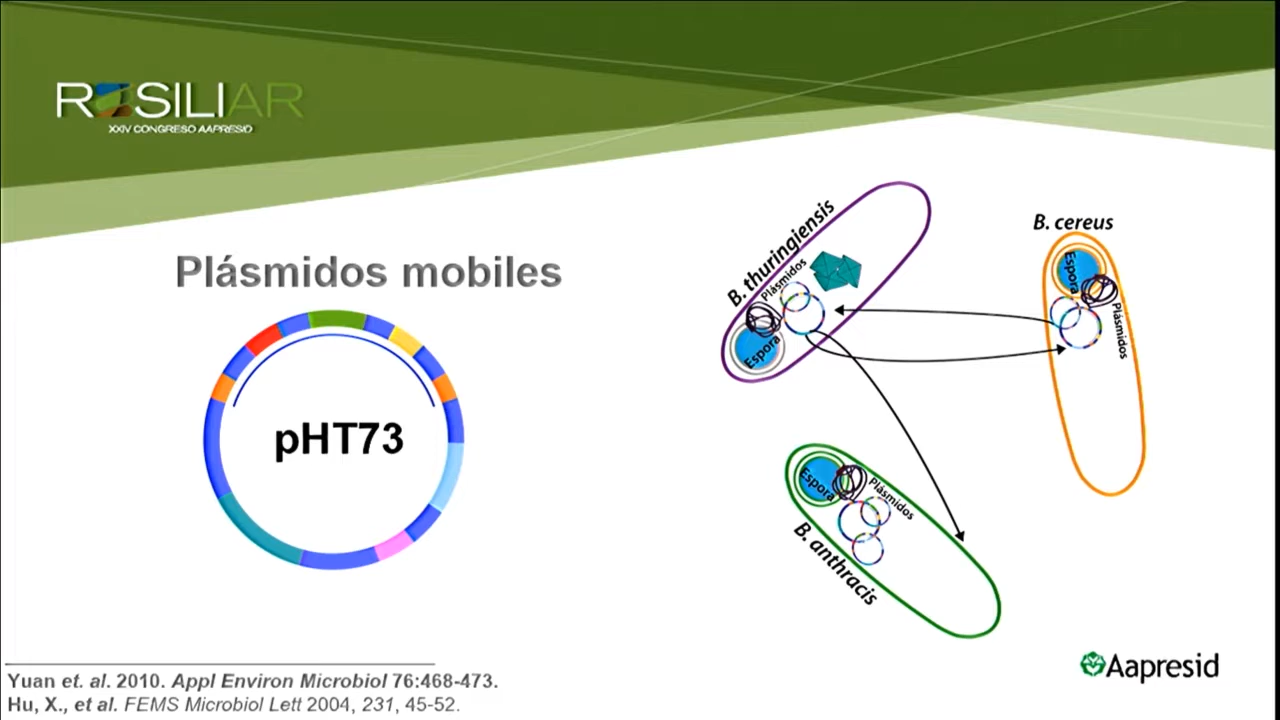 RESILIAR
XXIV CONGRESO AAPRESID
Plásmidos mobiles
pHT73
B. thuringiensis
Plásmidos
Espora
B. cereus
Espora
Plásmidos
Espora
Plásmidos
B. anthracis
Yuan et. al. 2010. Appl Environ Microbiol 76:468-473.
Hu, X., et al. FEMS Microbiol Lett 2004, 231, 45-52.
Aapresid